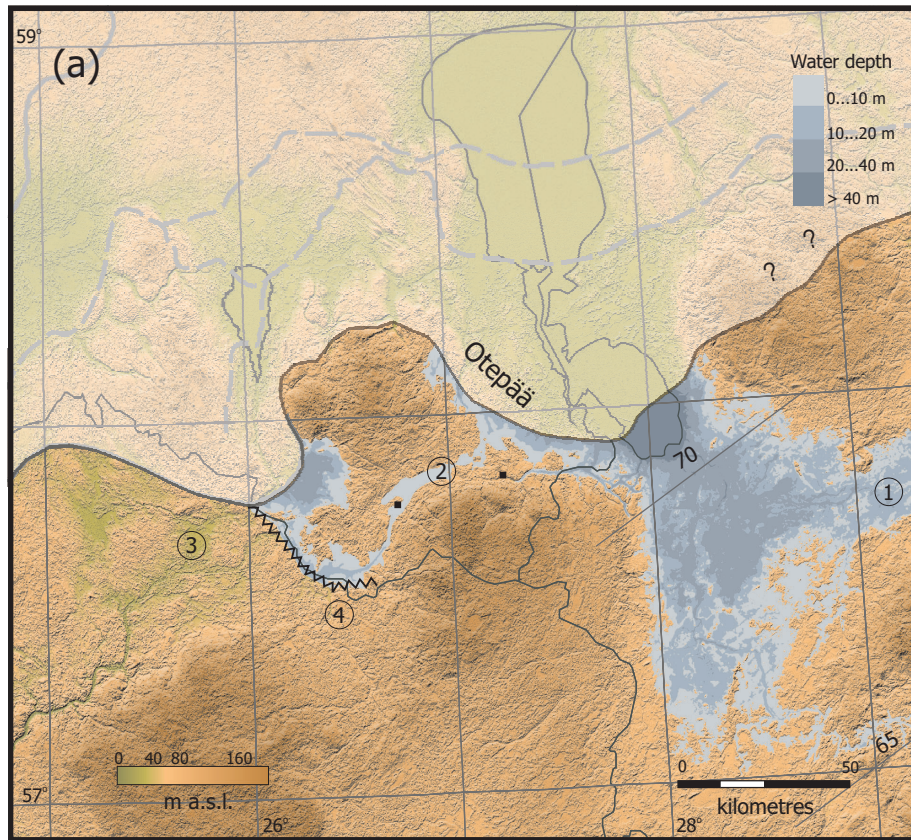 59°
(a)
Water depth
0...10 m
10...20 m
20...40 m
> 40 m
?
?
Otepää
70
2
1
3
4
65
0 40 80 160
m a.s.l.
0 50
kilometres
57°
26°
28°